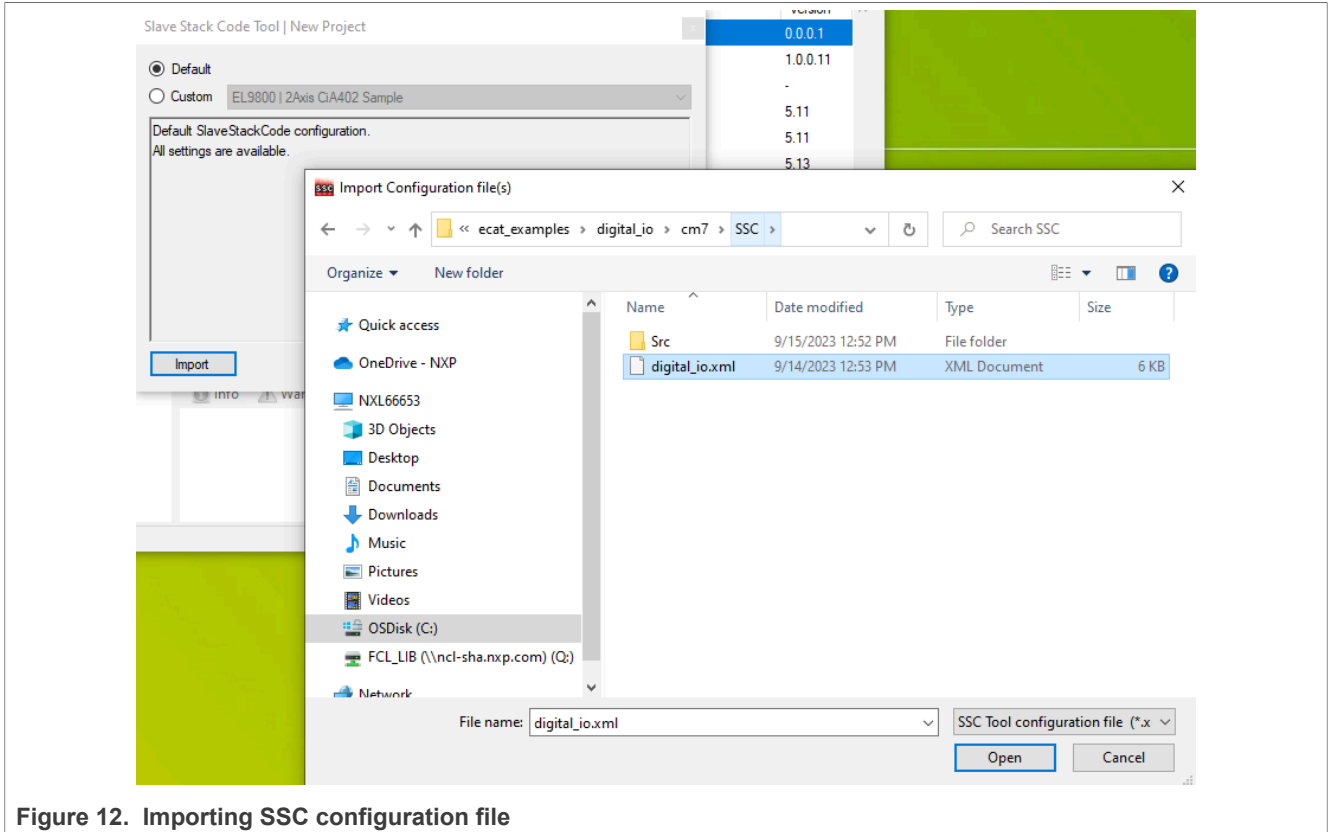 Slave Stack Code Tool | New Project
x
Version
0.0.0.1
Default
1.0.0.11
-
Custom EL9800 | 2Axis CiA402 Sample
5.11
Default SlaveStackCode configuration.
5.11
All settings are available.
5.13
SSC Import Configuration file(s)
« ecat_examples > digital_io > cm7 > SSC >
Search SSC
Organize New folder
?
Name Date modified Type Size
Quick access
Src 9/15/2023 12:52 PM File folder
Import
OneDrive - NXP
digital_io.xml 9/14/2023 12:53 PM XML Document 6 KB
Info
NXL66653
3D Objects
Desktop
Documents
Downloads
Music
Pictures
Videos
OSDisk (C:)
FCL_LIB (\\ncl-sha.nxp.com) (Q:)
Network
File name: digital_io.xml
SSC Tool configuration file (*.x
Open Cancel
Figure 12. Importing SSC configuration file